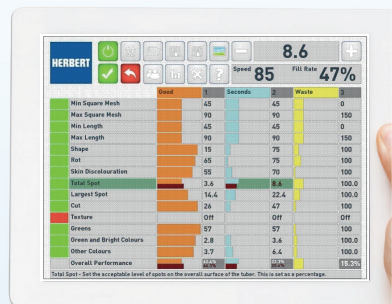 HERBERT
8.6
Speed 85 Fill Rate 47%
Good 1 Seconds 2 Waste 3
Min Square Mesh 45 45 0
Max Square Mesh 90 90 150
Min Length 45 45 0
Max Length 90 90 150
Shape 15 75 100
Rot 65 75 100
Skin Discolouration 55 70 100
Total Spot 3.6 8.6 100.0
Largest Spot 14.4 22.4 100.0
Cut 26 47 100
Texture Off Off Off
Greens 57 57 100
Green and Bright Colours 2.8 3.6 100.0
Other Colours 3.7 6.4 100.0
Overall Performance 15.3%
Total Spot - Set the acceptable level of spots on the overall surface of the tuber. This is set as a percentage.